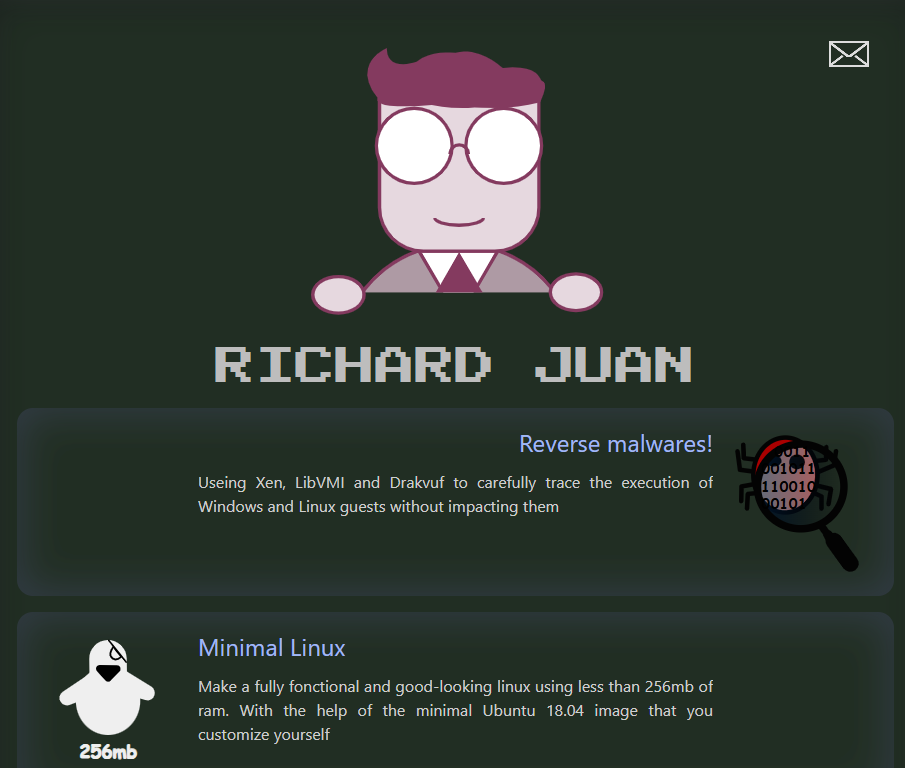 RICHARD JUAN
Reverse malwares!
Useing Xen, LibVMI and Drakvuf to carefully trace the execution of
Windows and Linux guests without impacting them
001011
110010
Minimal Linux
Make a fully fonctional and good-looking linux using less than 256mb of
ram. With the help of the minimal Ubuntu 18.04 image that you
customize yourself
256mb